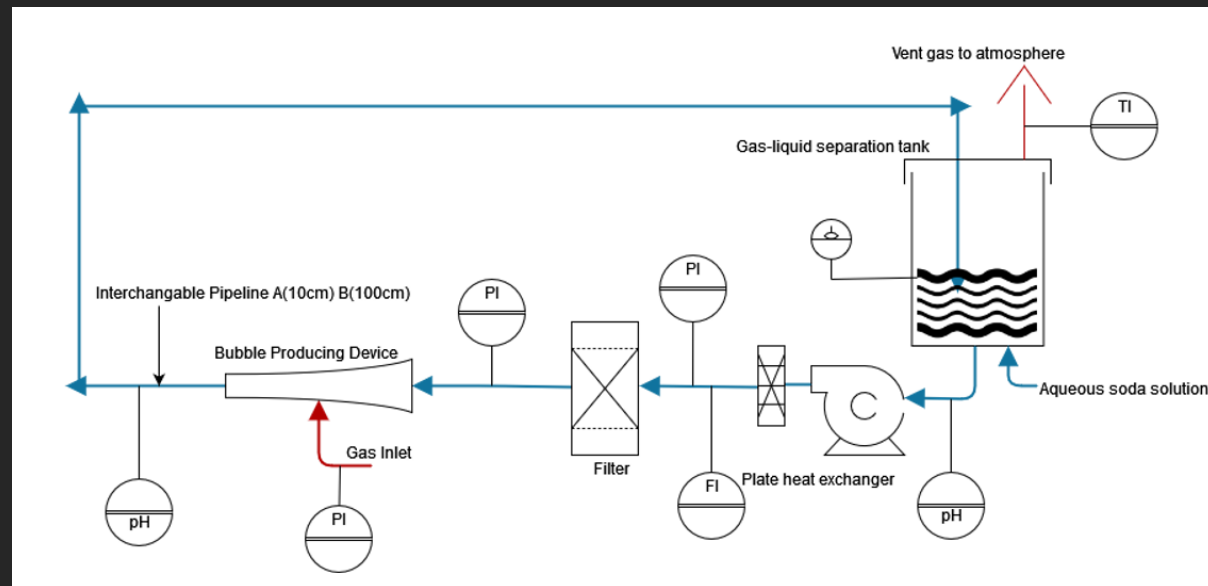 Vent gas to atmosphere
TI
Gas-liquid separation tank
PI
PI
Interchangable Pipeline A(10cm) B(100cm)
Bubble Producing Device
Aqueous soda solution
Gas Inlet
Filter
Plate heat exchanger
FI
pH
pH
PI